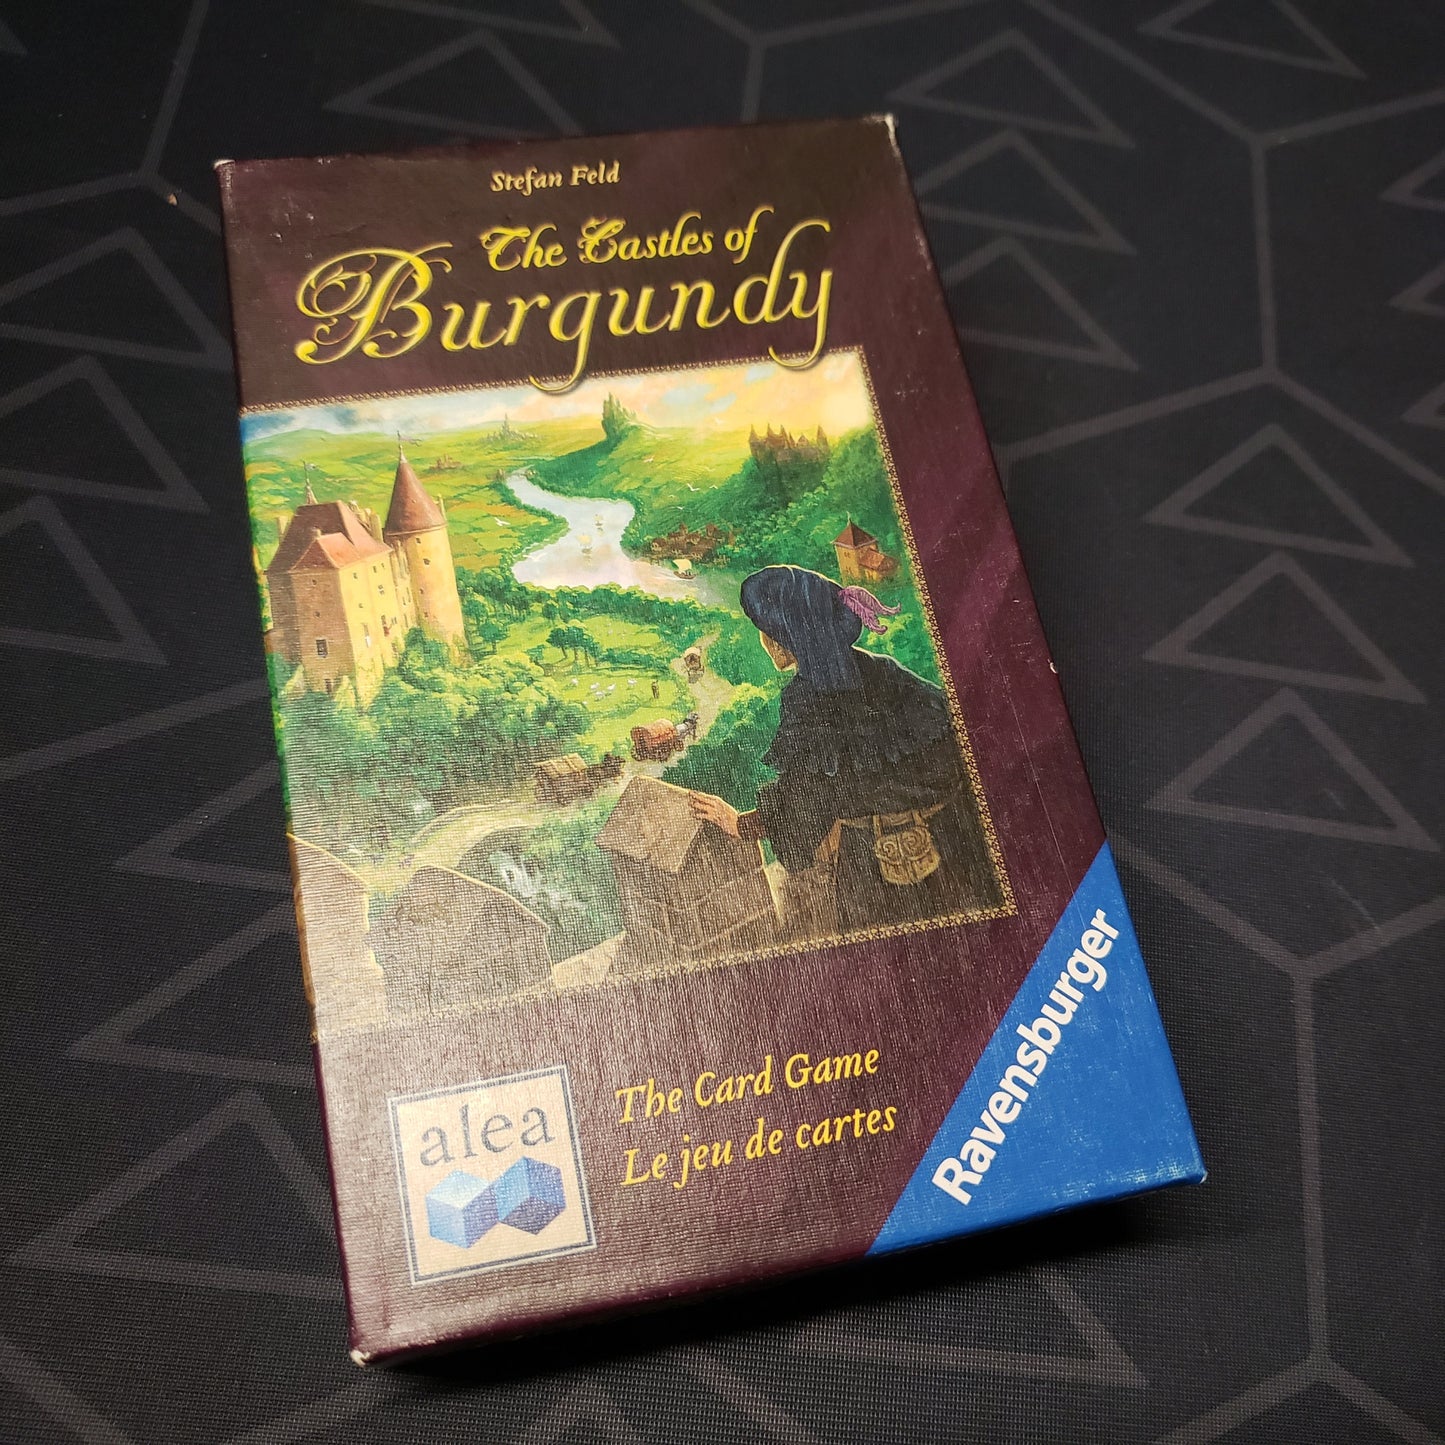 Stefan Feld
The Castles of
Burgundy
alea
The Card Game
Le jeu de cartes
Ravensburger